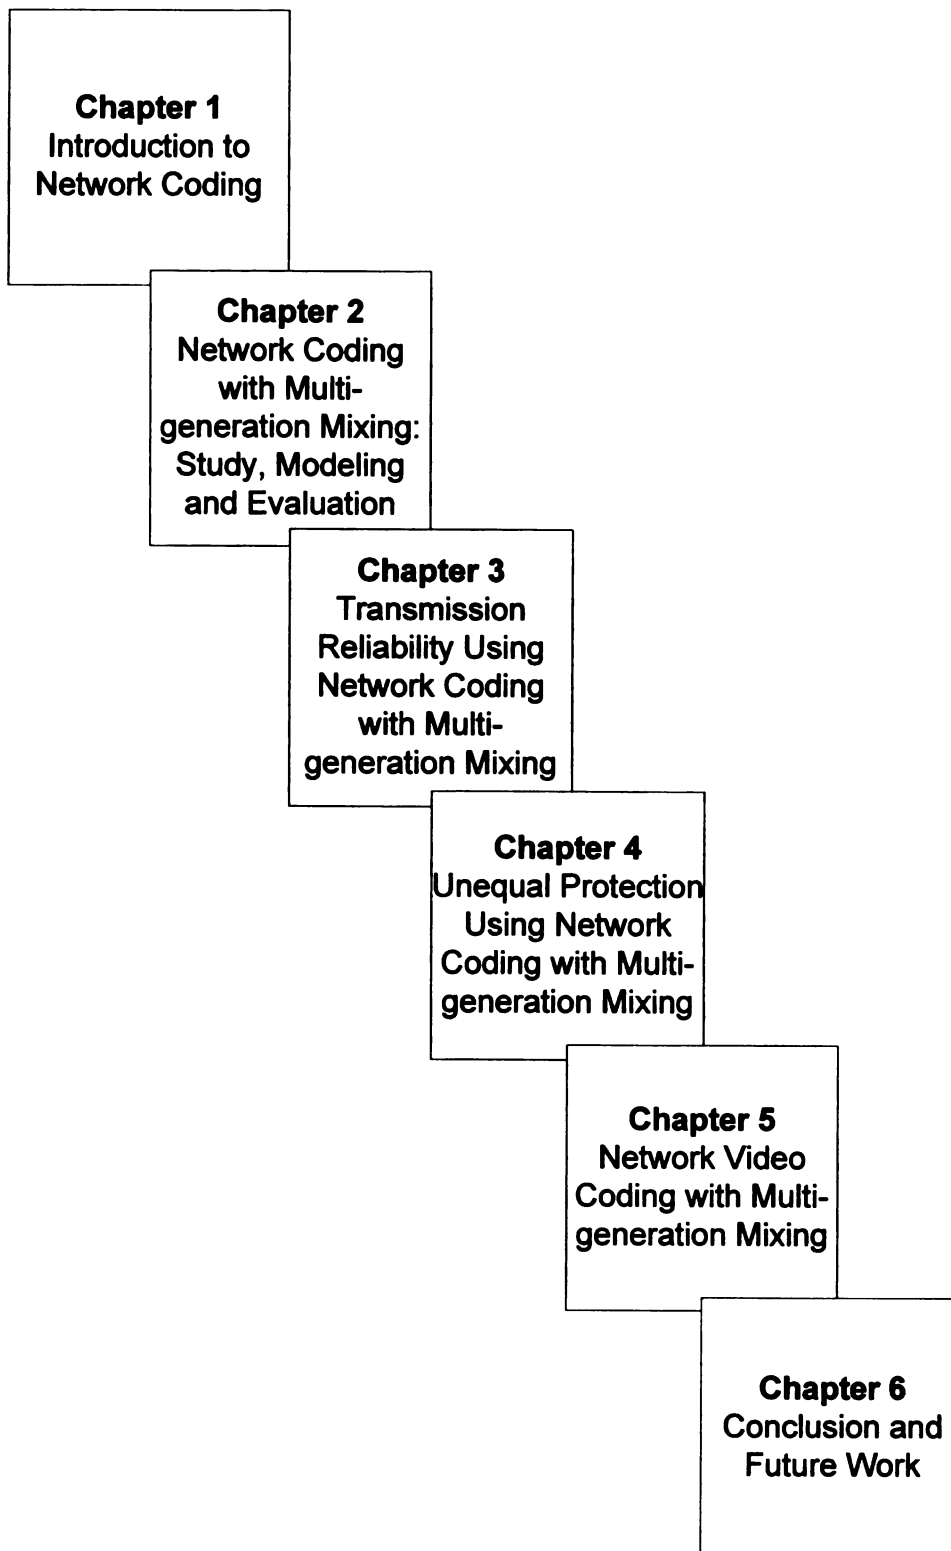 Chapter 1
Introduction to
Network Coding
Chapter 2
Network Coding
with Multi-
generation Mixing:
Study, Modeling
and Evaluation
Chapter 3
Transmission
Reliability Using
Network Coding
with Multi-
generation Mixing
Chapter 4
Unequal Protection
Using Network
Coding with Multi-
generation Mixing
Chapter 5
Network Video
Coding with Multi-
generation Mixing
Chapter 6
Conclusion and
Future Work